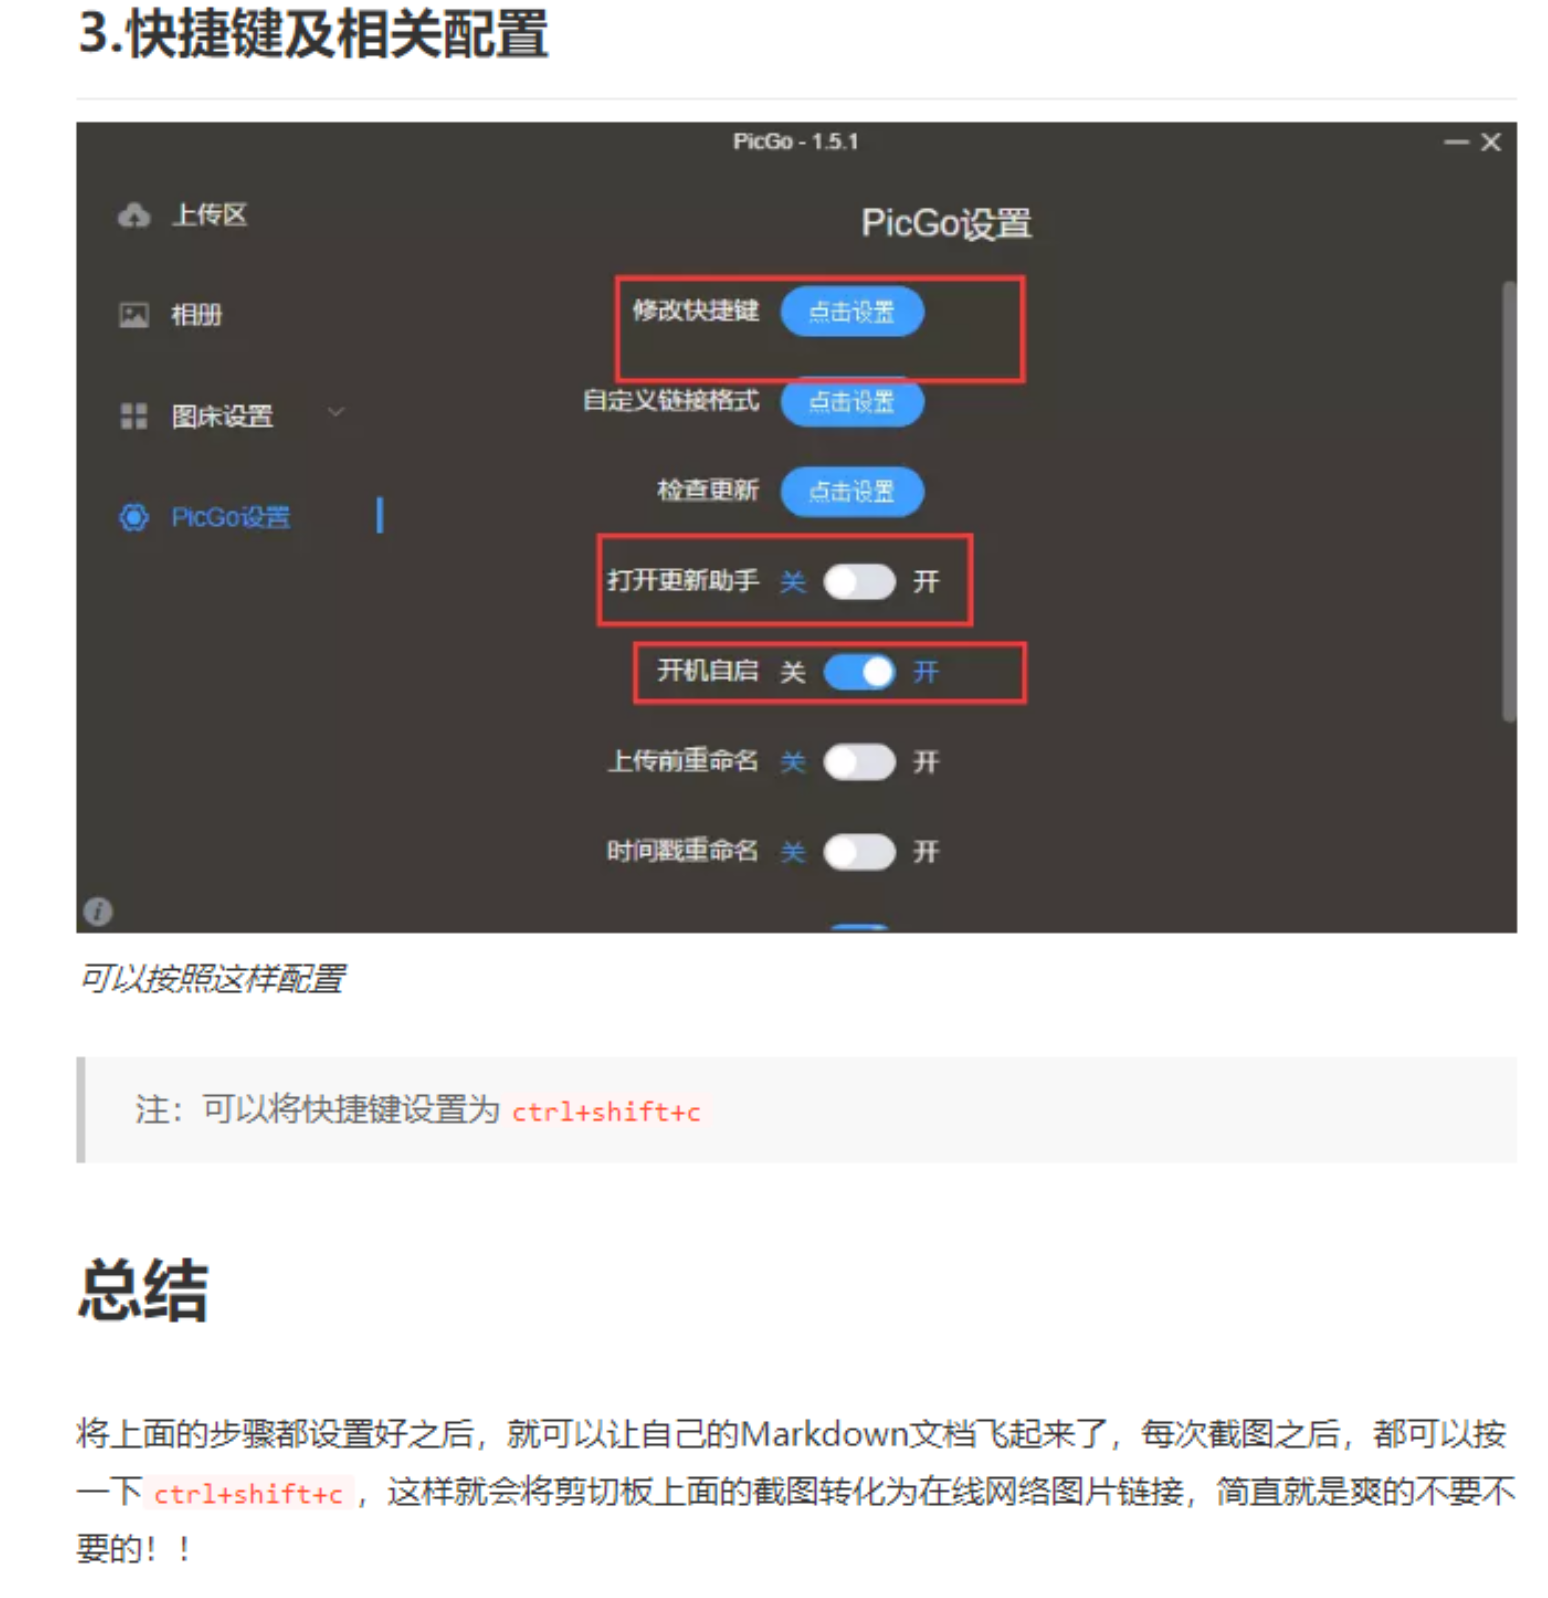 3.快捷键及相关配置
PicGo - 1.5.1
上传区
相册
图床设置
PicGo设置
PicGo设置
修改快捷键 点击设置
自定义链接格式 点击设置
检查更新 点击设置
打开更新助手 关 开
开机自启 关 开
上传前重命名 关 开
时间戳重命名 关 开
可以按照这样配置
注：可以将快捷键设置为 ctrl+shift+c
总结
将上面的步骤都设置好之后，就可以让自己的Markdown文档飞起来了，每次截图之后，都可以按
一下 ctrl+shift+c ，这样就会将剪切板上面的截图转化为在线网络图片链接，简直就是爽的不要不
要的！！